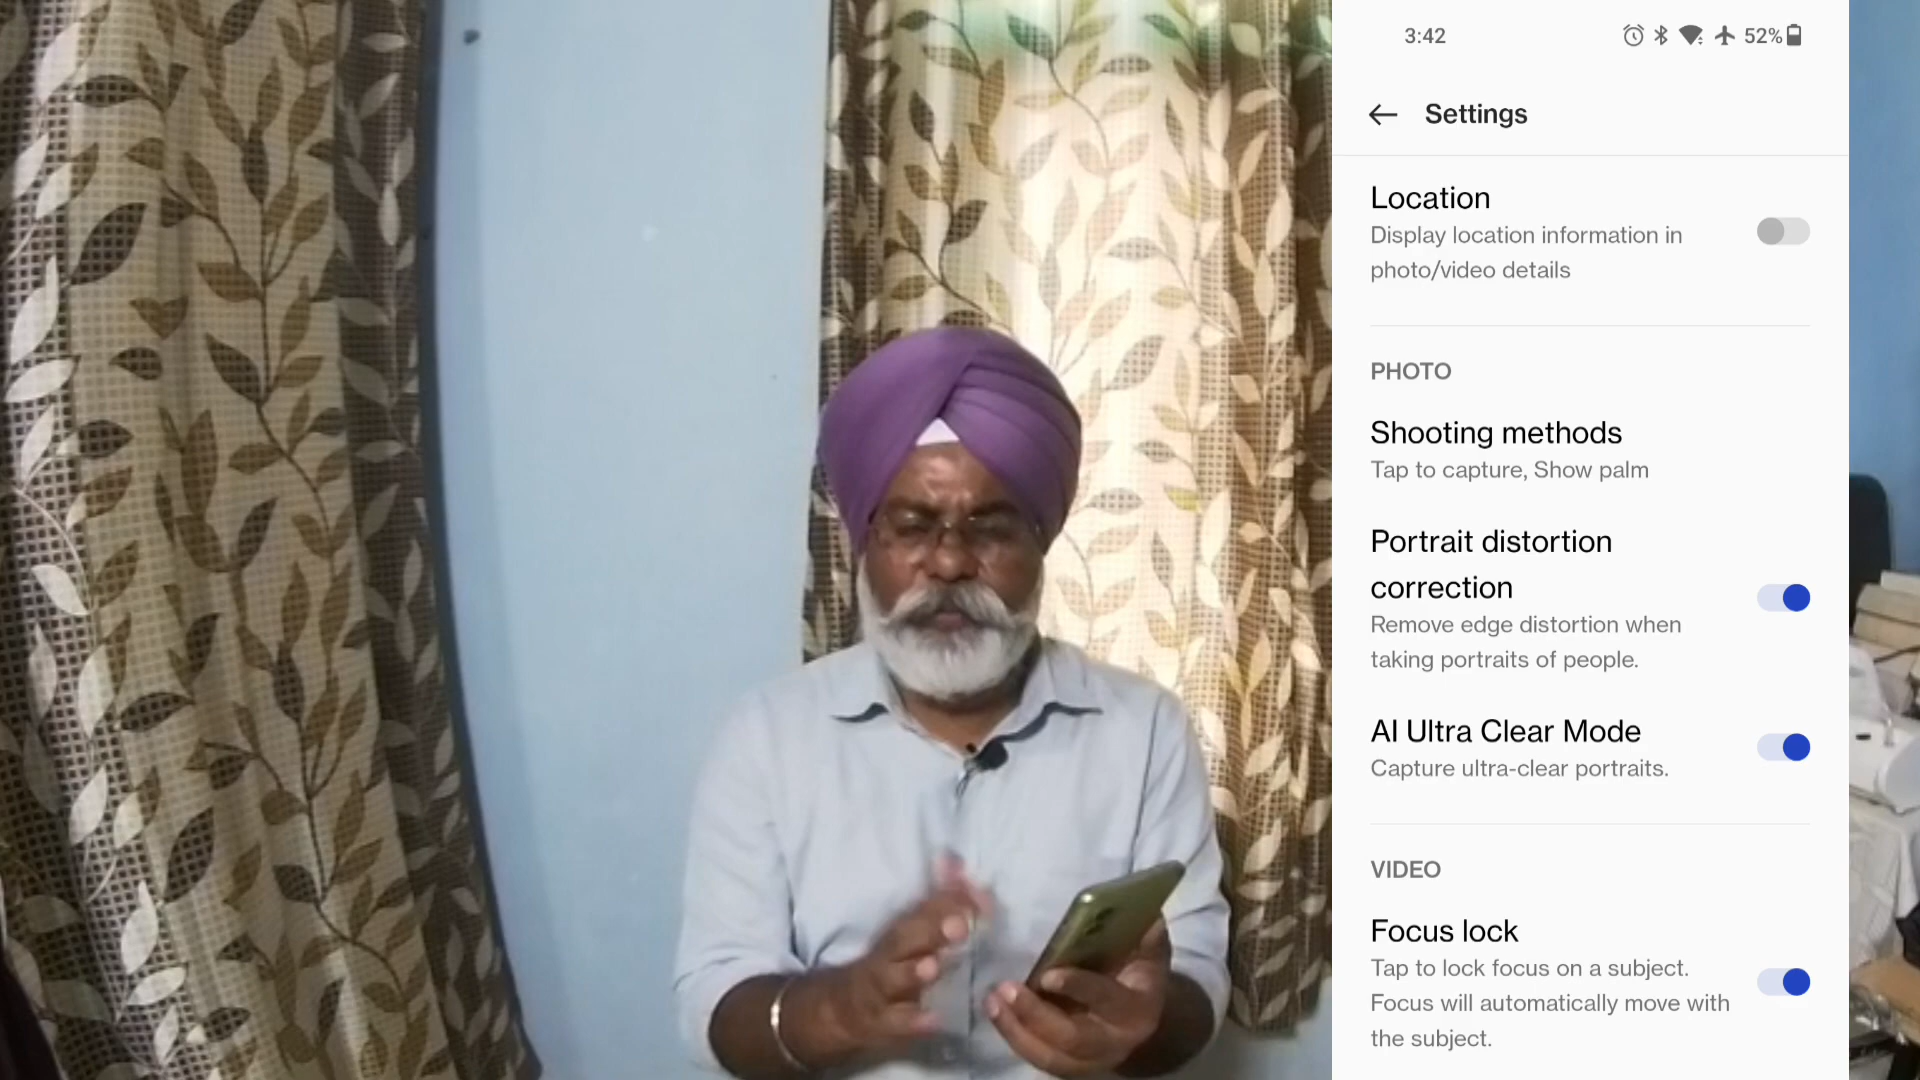 3:42
52%
Settings
Location
Display location information in
photo/video details
PHOTO
Shooting methods
Tap to capture, Show palm
Portrait distortion
correction
Remove edge distortion when
taking portraits of people.
AI Ultra Clear Mode
Capture ultra-clear portraits.
VIDEO
Focus lock
Tap to lock focus on a subject.
Focus will automatically move with
the subject.